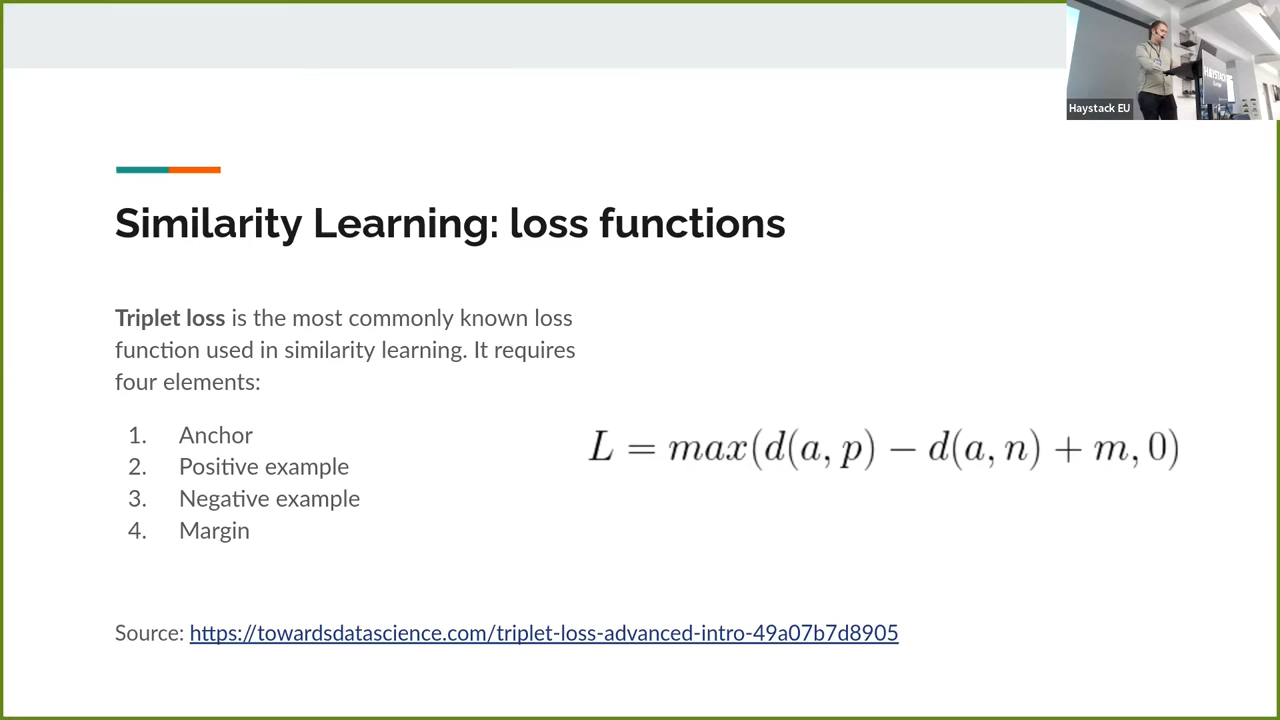 Haystack EU
HAYSTACK
Similarity Learning: loss functions
Triplet loss is the most commonly known loss
function used in similarity learning. It requires
four elements:
1. Anchor
2. Positive example
3. Negative example
4. Margin
L = max(d(a, p) − d(a, n) + m, 0)
Source: https://towardsdatascience.com/triplet-loss-advanced-intro-49a07b7d8905